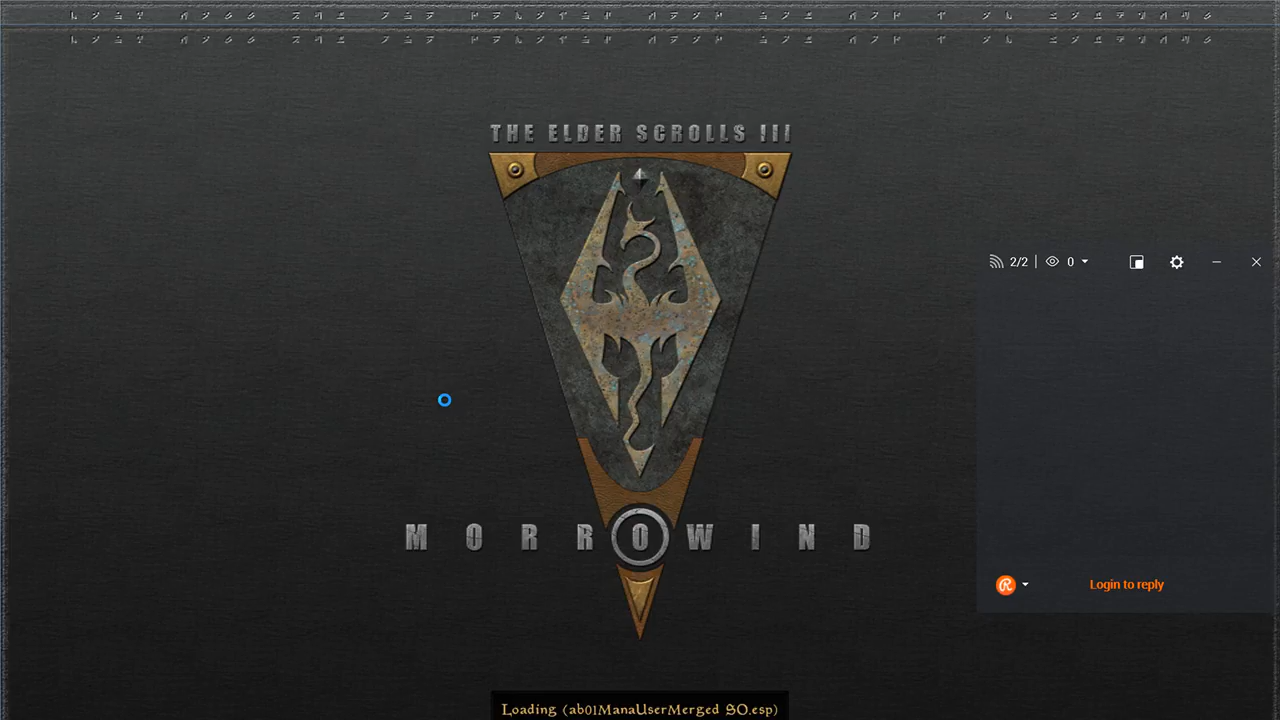 THE ELDER SCROLLS III
2/2
0
MORROWIND
Login to reply
Loading (ab01ManaUserMerged SO.esp)